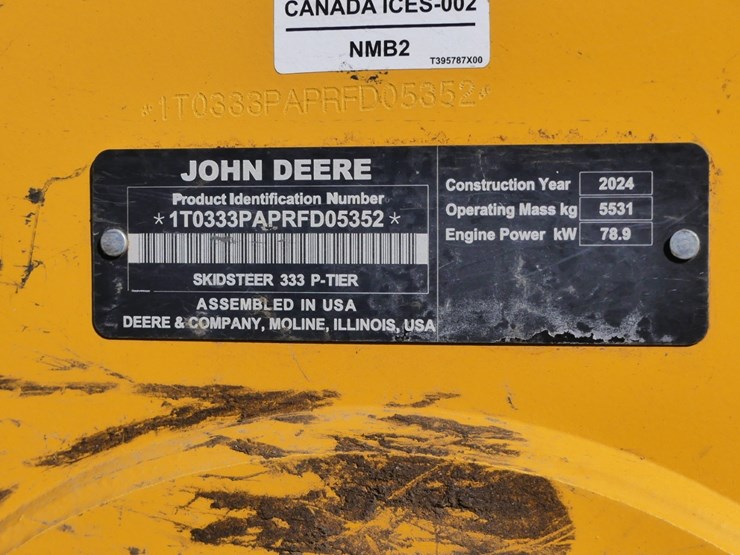 CANADA ICES-002
NMB2
T395787X00
*1T0333PAPRFD05352*
JOHN DEERE
Product Identification Number
*1T0333PAPRFD05352*
SKIDSTEER 333 P-TIER
ASSEMBLED IN USA
DEERE & COMPANY, MOLINE, ILLINOIS, USA
Construction Year 2024
Operating Mass kg 5531
Engine Power kW 78.9